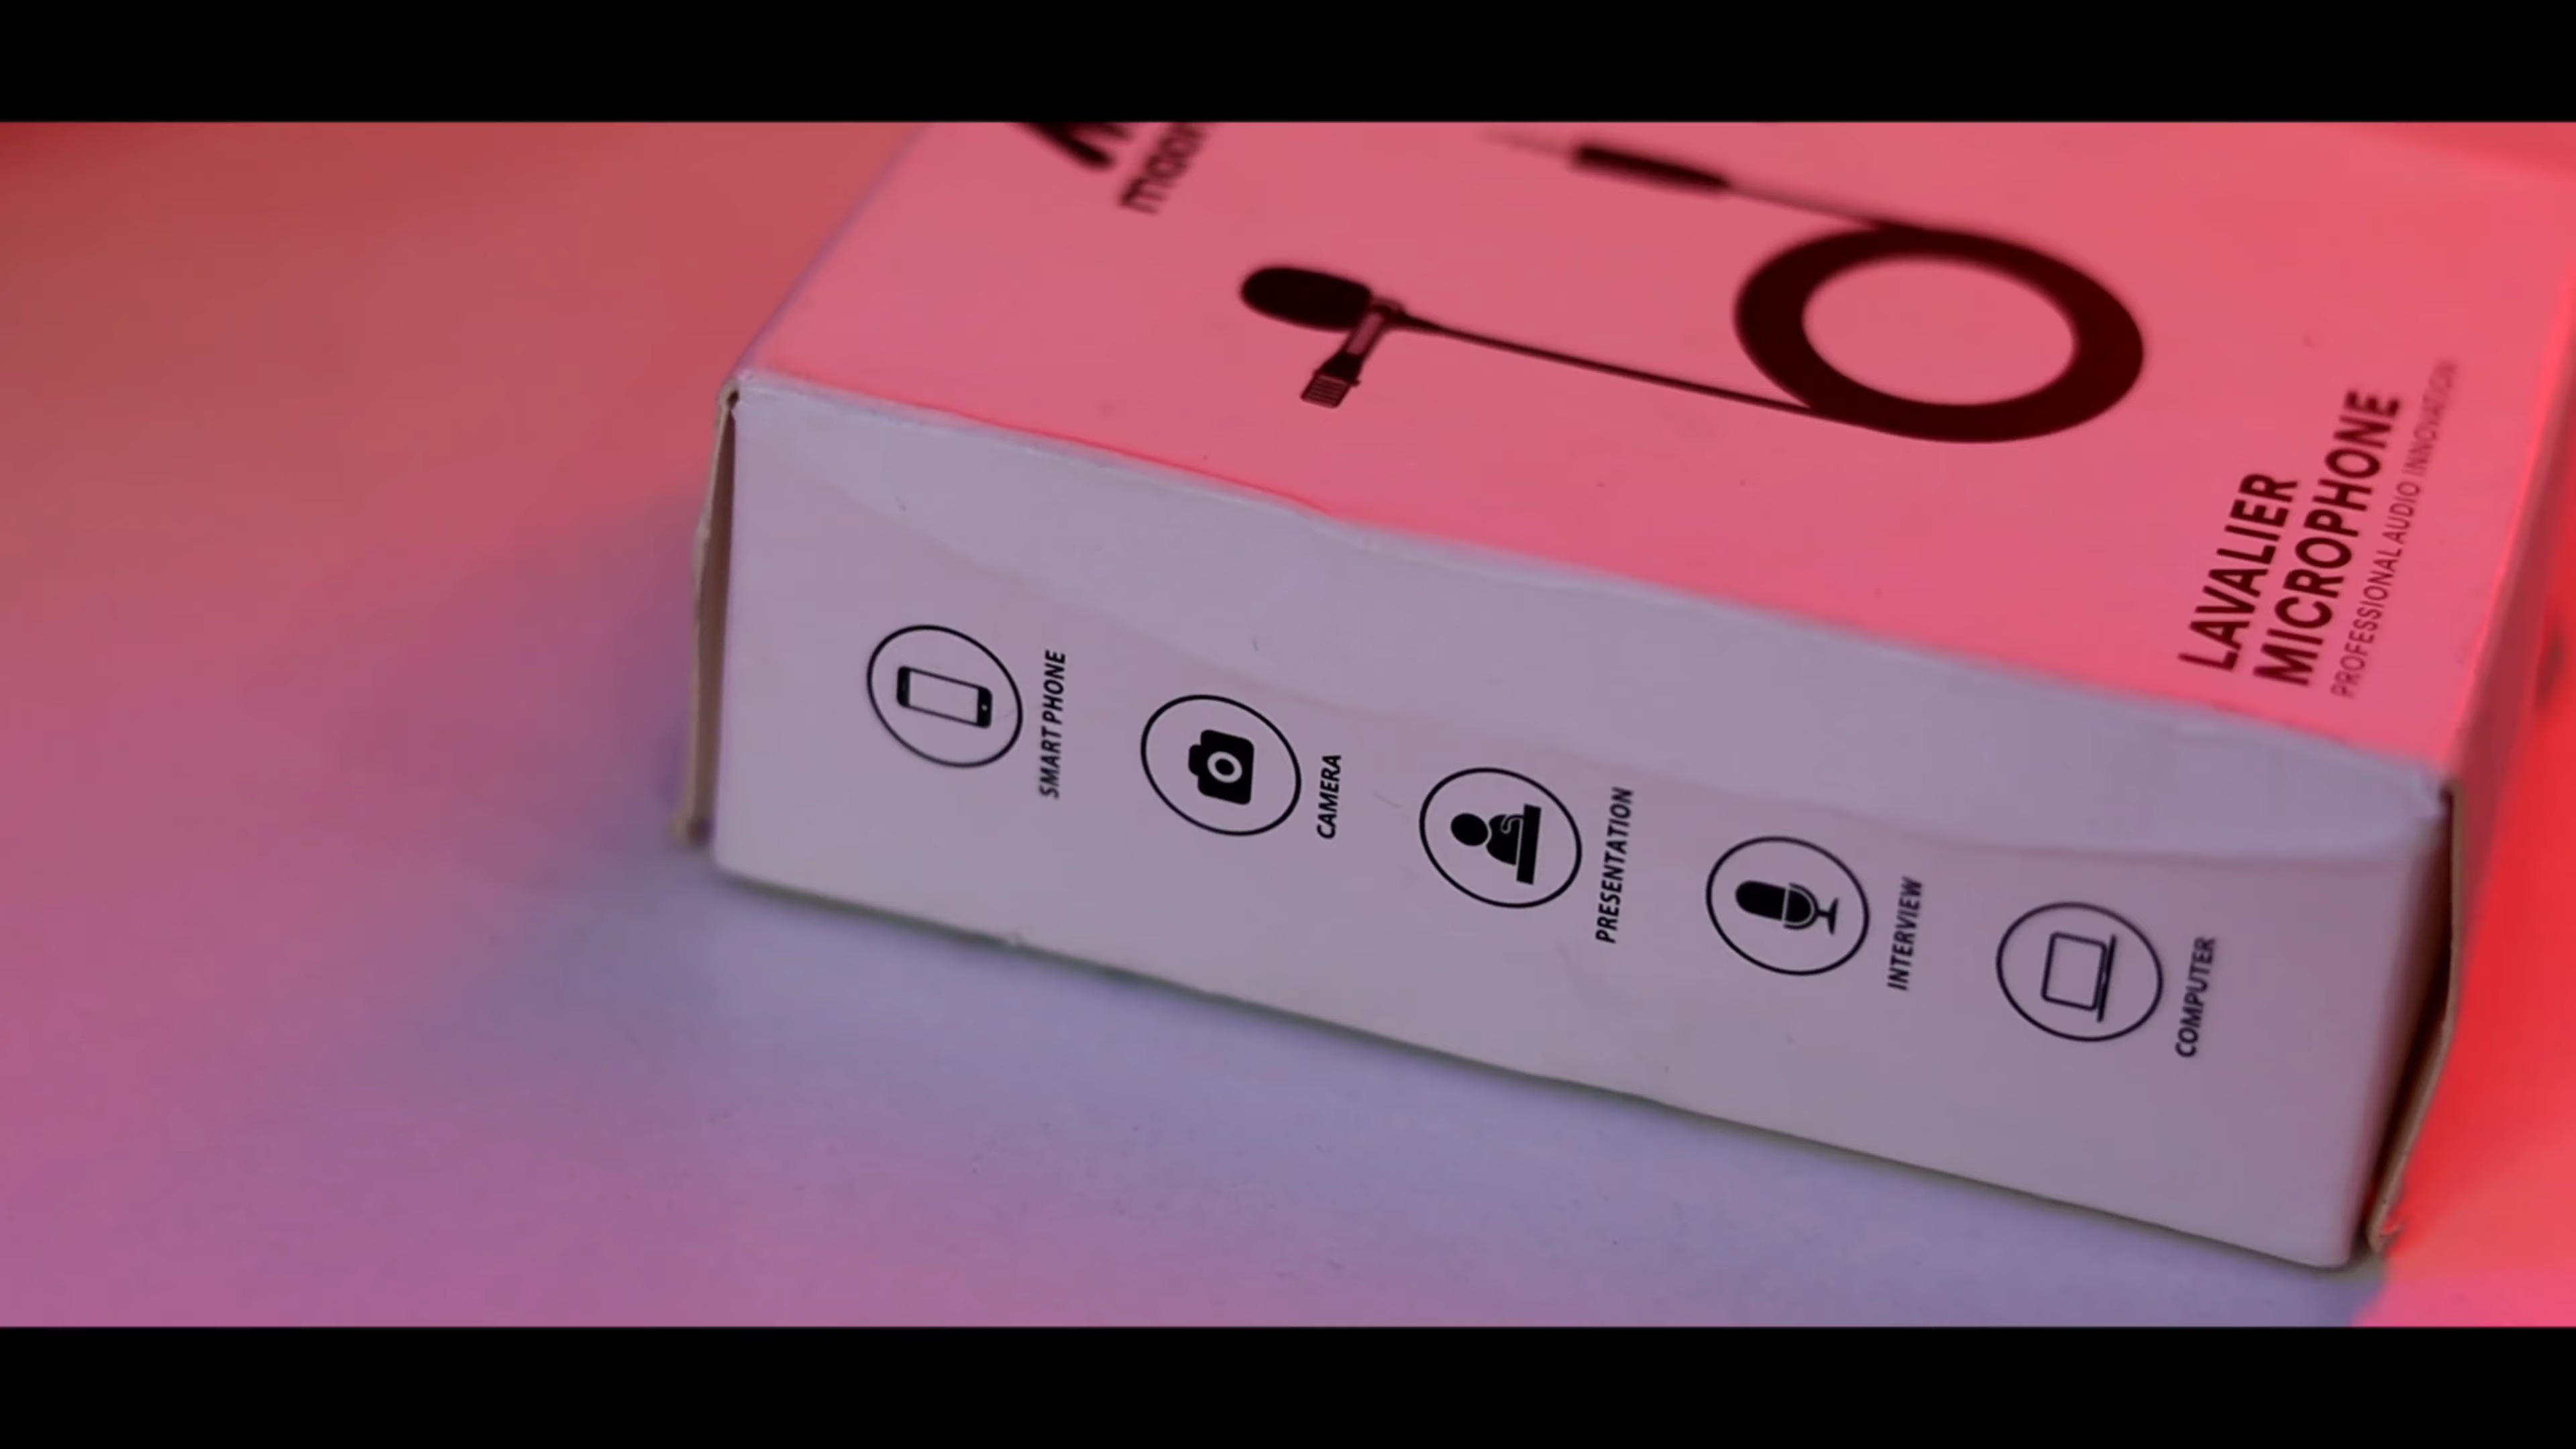 LAVALIER
MICROPHONE
PROFESSIONAL AUDIO INNOVATION
SMART PHONE
CAMERA
PRESENTATION
INTERVIEW
COMPUTER